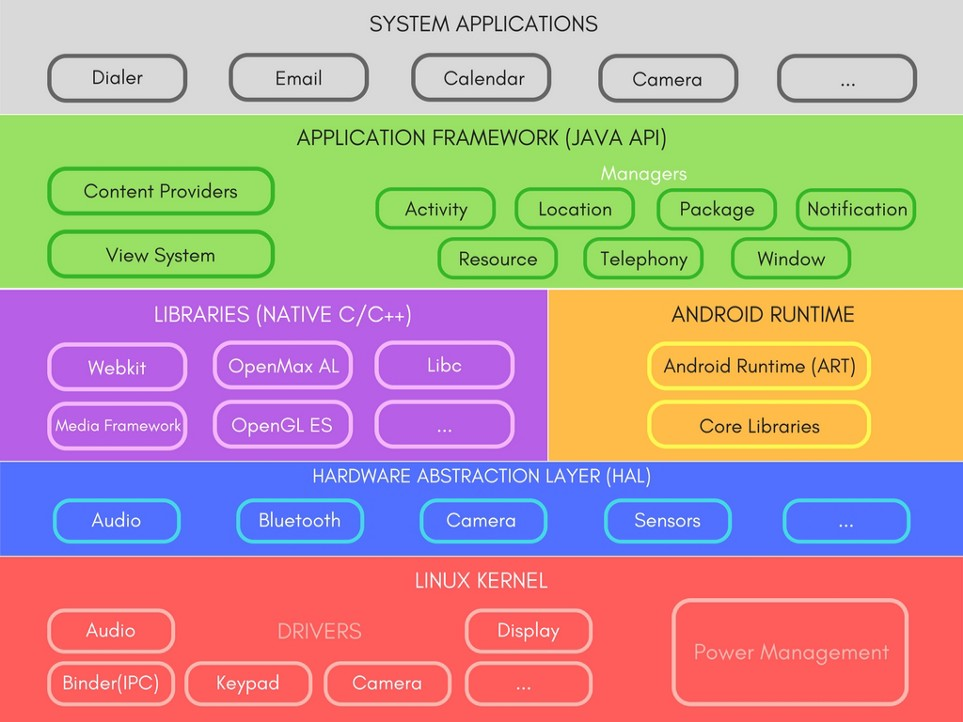 SYSTEM APPLICATIONS
Dialer
Email
Calendar
Camera
...
APPLICATION FRAMEWORK (JAVA API)
Content Providers
View System
Managers
Activity
Location
Package
Notification
Resource
Telephony
Window
LIBRARIES (NATIVE C/C++)
Webkit
OpenMax AL
Libc
Media Framework
OpenGL ES
...
ANDROID RUNTIME
Android Runtime (ART)
Core Libraries
HARDWARE ABSTRACTION LAYER (HAL)
Audio
Bluetooth
Camera
Sensors
...
LINUX KERNEL
Audio
DRIVERS
Display
Binder(IPC)
Keypad
Camera
...
Power Management